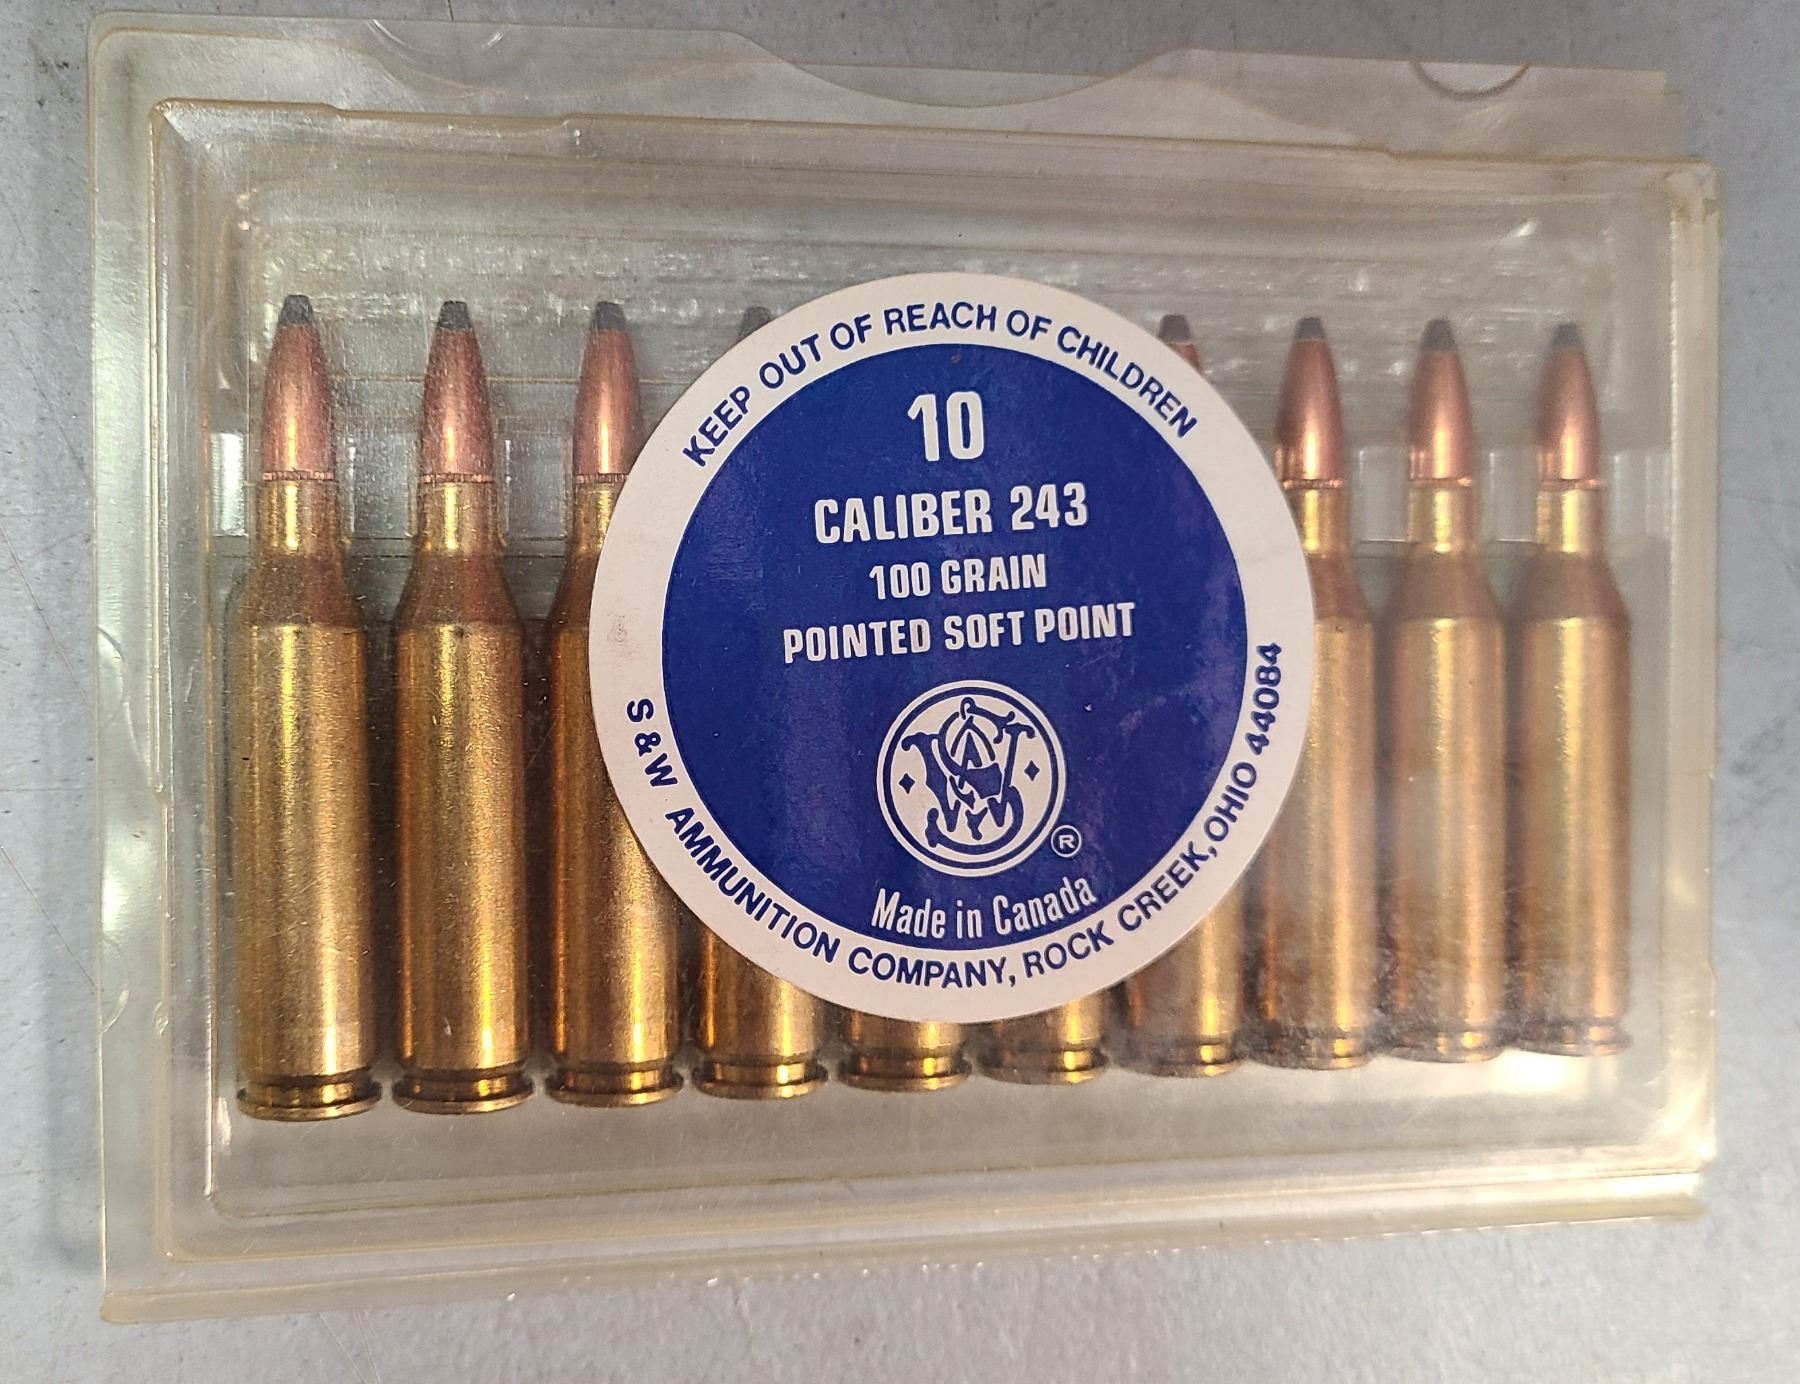 KEEP OUT OF REACH OF CHILDREN
10
CALIBER 243
100 GRAIN
POINTED SOFT POINT
SW
®
Made in Canada
S & W AMMUNITION COMPANY, ROCK CREEK, OHIO 44084